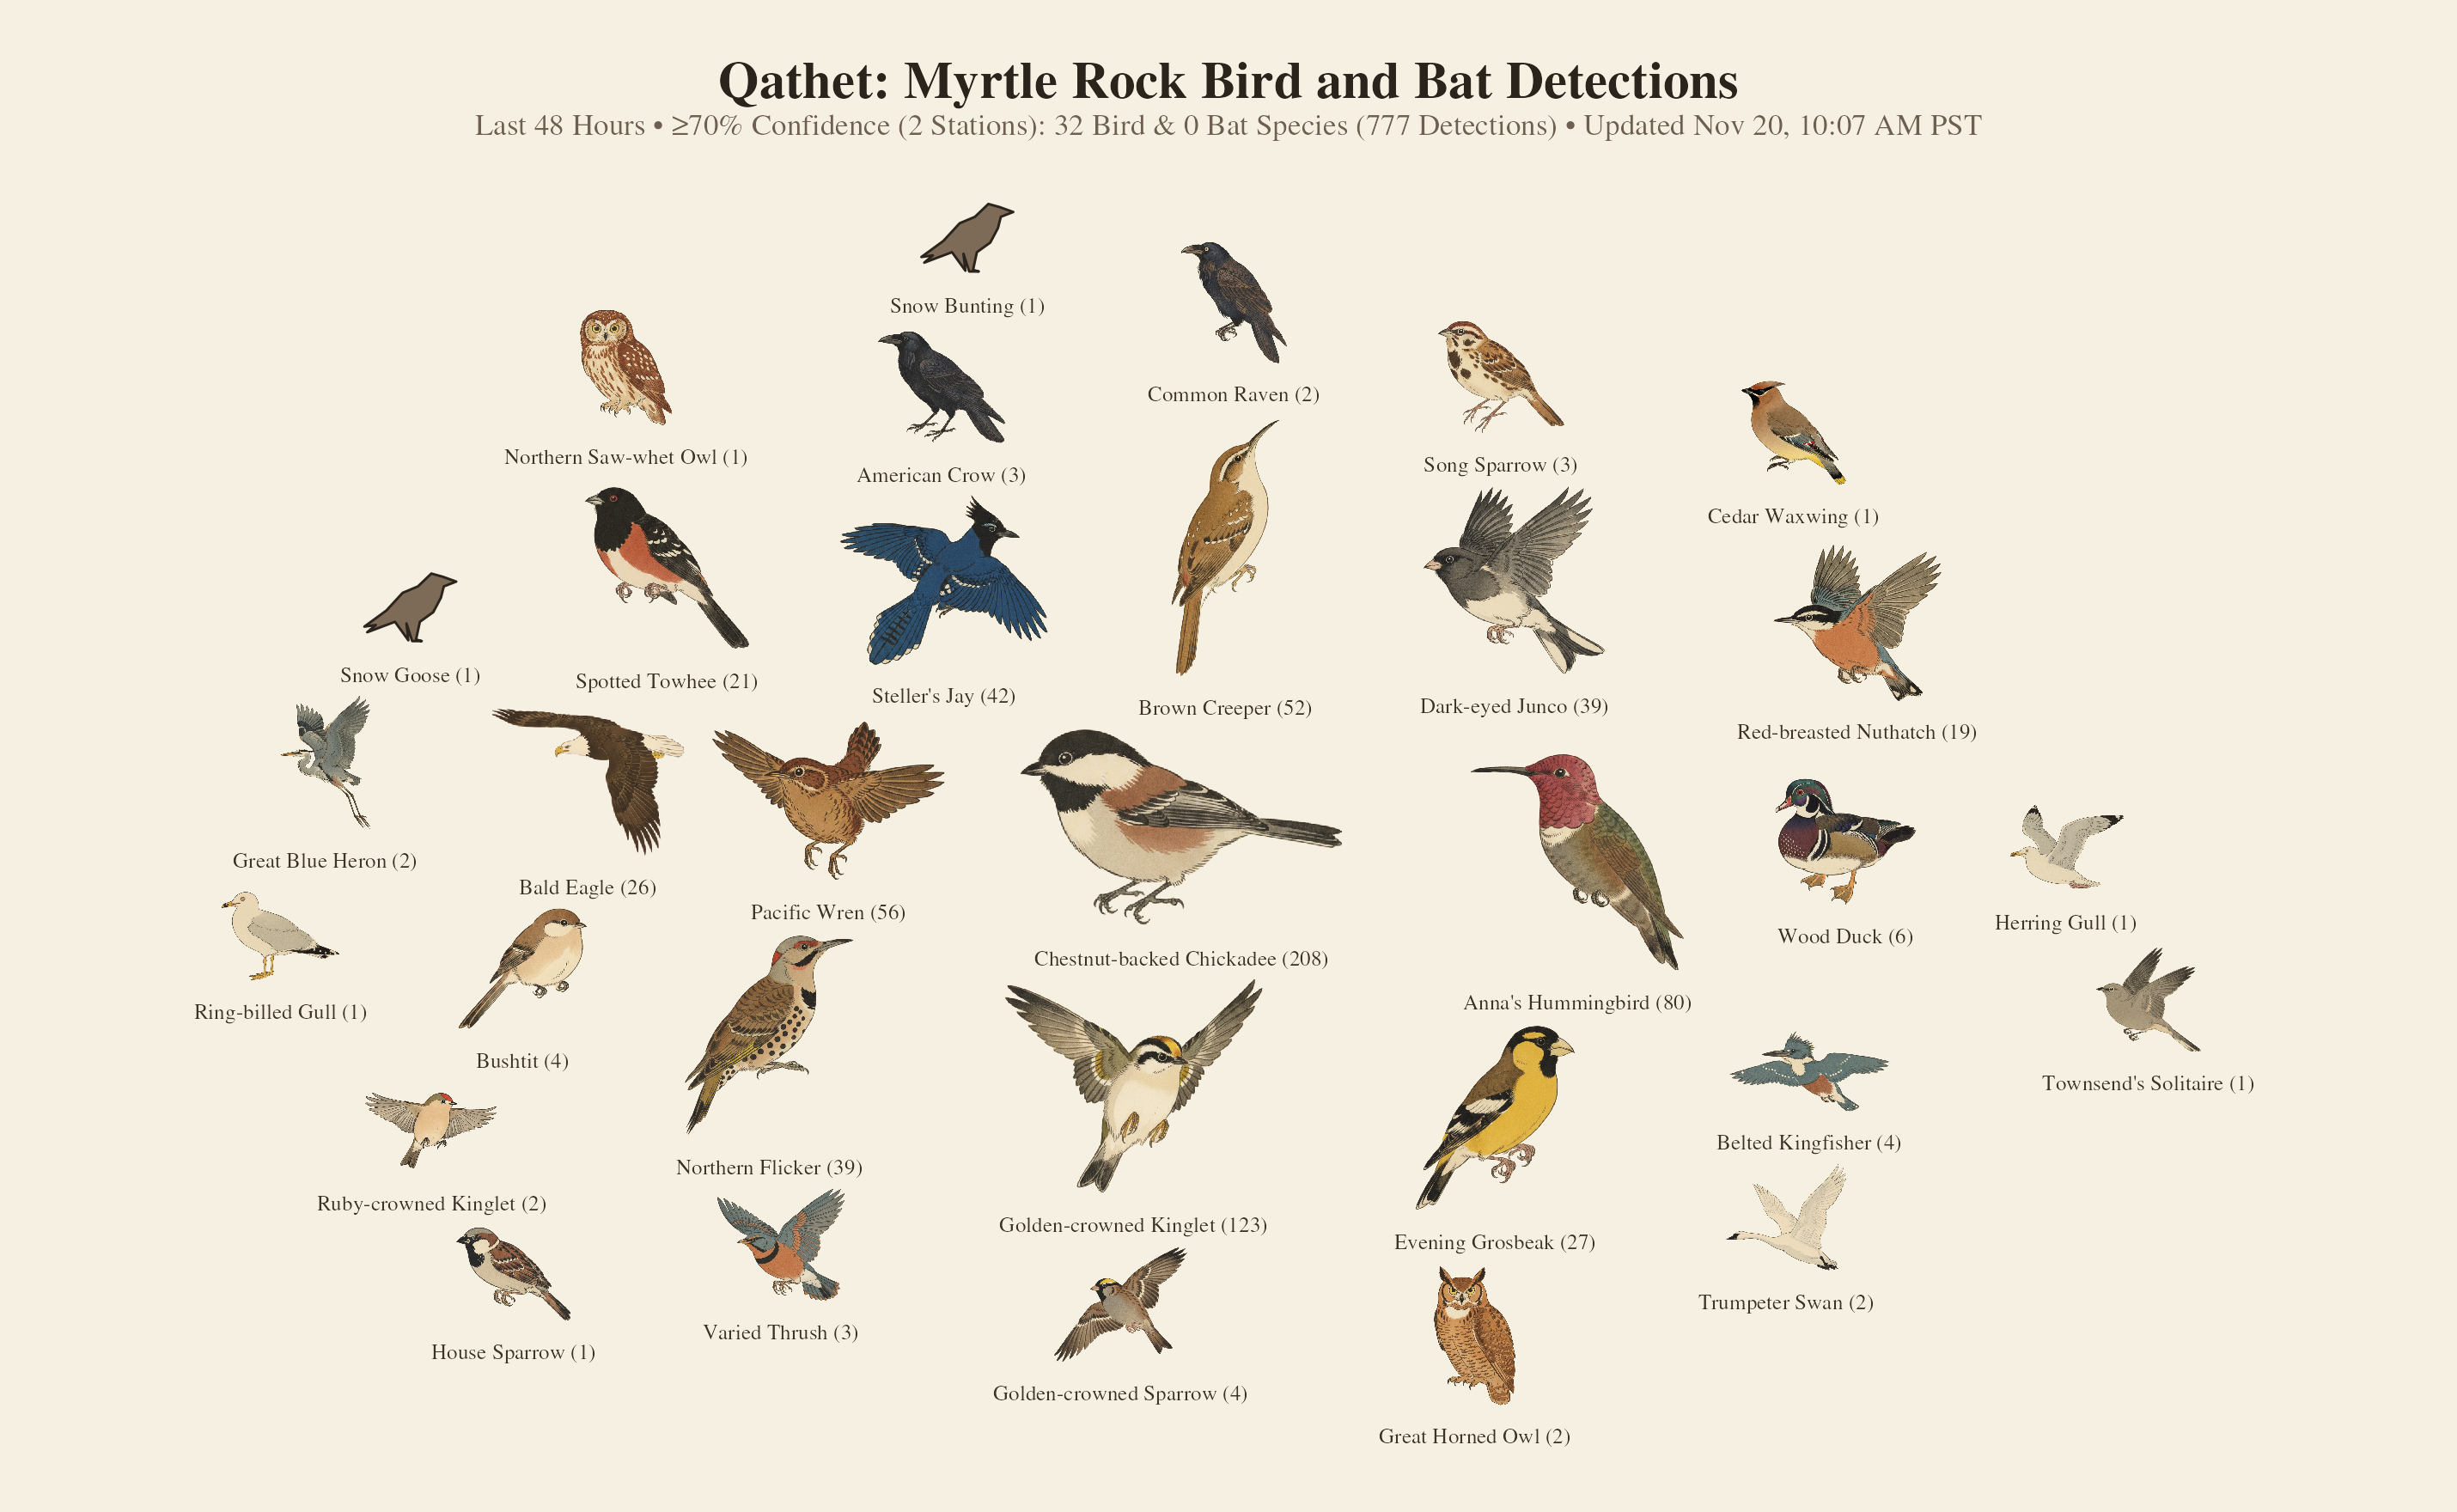 Qathet: Myrtle Rock Bird and Bat Detections
Last 48 Hours • ≥70% Confidence (2 Stations): 32 Bird & 0 Bat Species (777 Detections) • Updated Nov 20, 10:07 AM PST
Snow Bunting (1)
Common Raven (2)
Northern Saw-whet Owl (1)
American Crow (3)
Song Sparrow (3)
Cedar Waxwing (1)
Snow Goose (1)
Spotted Towhee (21)
Steller's Jay (42)
Brown Creeper (52)
Dark-eyed Junco (39)
Red-breasted Nuthatch (19)
Great Blue Heron (2)
Bald Eagle (26)
Pacific Wren (56)
Chestnut-backed Chickadee (208)
Anna's Hummingbird (80)
Wood Duck (6)
Herring Gull (1)
Ring-billed Gull (1)
Bushtit (4)
Northern Flicker (39)
Golden-crowned Kinglet (123)
Evening Grosbeak (27)
Belted Kingfisher (4)
Townsend's Solitaire (1)
Ruby-crowned Kinglet (2)
House Sparrow (1)
Varied Thrush (3)
Golden-crowned Sparrow (4)
Great Horned Owl (2)
Trumpeter Swan (2)